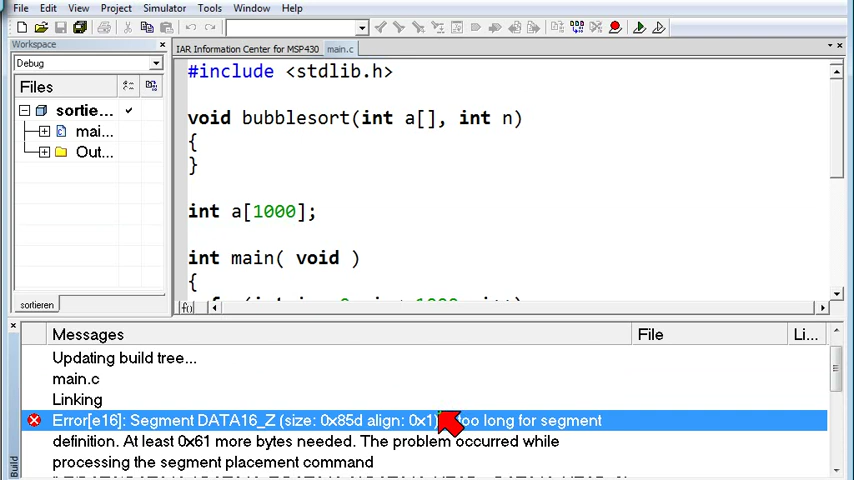 File Edit View Project Simulator Tools Window Help
Workspace
IAR Information Center for MSP430 main.c
Debug
Files
sortie...
mai...
Out...
sortieren
#include <stdlib.h>
void bubblesort(int a[], int n)
{
}
int a[1000];
int main( void )
{
f()
Messages File Li...
Updating build tree...
main.c
Linking
Error[e16]: Segment DATA16_Z (size: 0x85d align: 0x1) too long for segment
definition. At least 0x61 more bytes needed. The problem occurred while
processing the segment placement command
Build